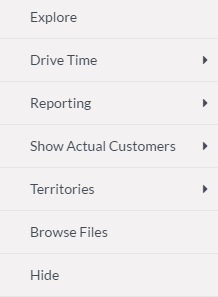 Explore
Drive Time
Reporting
Show Actual Customers
Territories
Browse Files
Hide